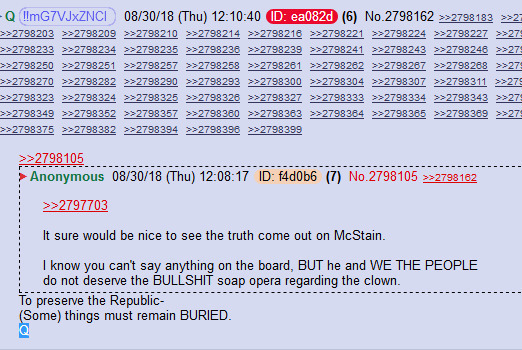 Q !!mG7VJxZNCI 08/30/18 (Thu) 12:10:40 ID: ea082d (6) No.2798162 >>2798183 >>2798203 >>2798209 >>2798210 >>2798214 >>2798216 >>2798221 >>2798224 >>2798227
>>2798233 >>2798234 >>2798235 >>2798236 >>2798239 >>2798241 >>2798243 >>2798246
>>2798250 >>2798251 >>2798256 >>2798261 >>2798262 >>2798267 >>2798268
>>2798270 >>2798282 >>2798290 >>2798293 >>2798300 >>2798304 >>2798307 >>2798311
>>2798323 >>2798324 >>2798325 >>2798326 >>2798327 >>2798333 >>2798334 >>2798343
>>2798349 >>2798352 >>2798357 >>2798360 >>2798363 >>2798364 >>2798365 >>2798369
>>2798375 >>2798382 >>2798394 >>2798396 >>2798399
>>2798105
Anonymous 08/30/18 (Thu) 12:08:17 ID: f4d0b6 (7) No.2798105 >>2798162
>>2797703
It sure would be nice to see the truth come out on McStain.
I know you can't say anything on the board, BUT he and WE THE PEOPLE
do not deserve the BULLSHIT soap opera regarding the clown.
To preserve the Republic-
(Some) things must remain BURIED.
Q